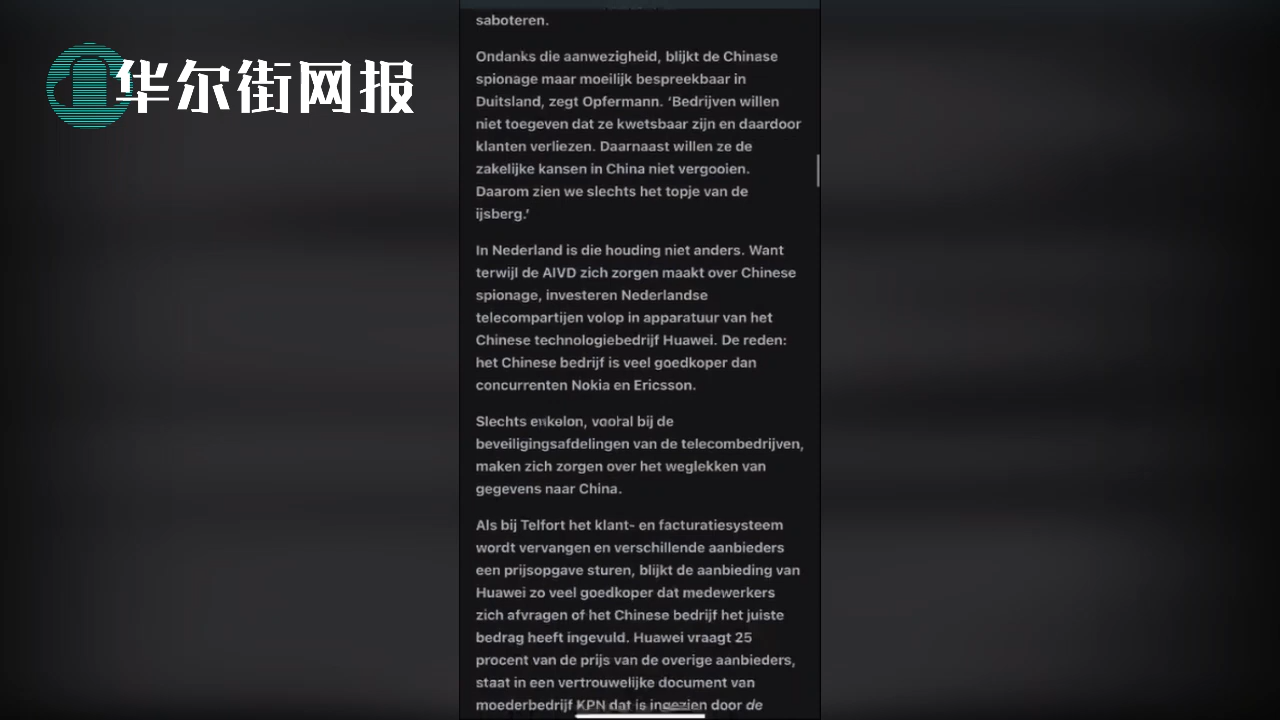 华尔街网报
saboteren.
Ondanks die aanwezigheid, blijkt de Chinese
spionage maar moeilijk bespreekbaar in
Duitsland, zegt Opfermann. ‘Bedrijven willen
niet toegeven dat ze kwetsbaar zijn en daardoor
klanten verliezen. Daarnaast willen ze de
zakelijke kansen in China niet vergooien.
Daarom zien we slechts het topje van de
ijsberg.’
In Nederland is die houding niet anders. Want
terwijl de AIVD zich zorgen maakt over Chinese
spionage, investeren Nederlandse
telecompartijen volop in apparatuur van het
Chinese technologiebedrijf Huawei. De reden:
het Chinese bedrijf is veel goedkoper dan
concurrenten Nokia en Ericsson.
Slechts enkelen, vooral bij de
beveiligingsafdelingen van de telecombedrijven,
maken zich zorgen over het weglekken van
gegevens naar China.
Als bij Telfort het klant- en facturatiesysteem
wordt vervangen en verschillende aanbieders
een prijsopgave sturen, blijkt de aanbieding van
Huawei zo veel goedkoper dat medewerkers
zich afvragen of het Chinese bedrijf het juiste
bedrag heeft ingevuld. Huawei vraagt 25
procent van de prijs van de overige aanbieders,
staat in een vertrouwelijke document van
moederbedrijf KPN dat is ingezien door de